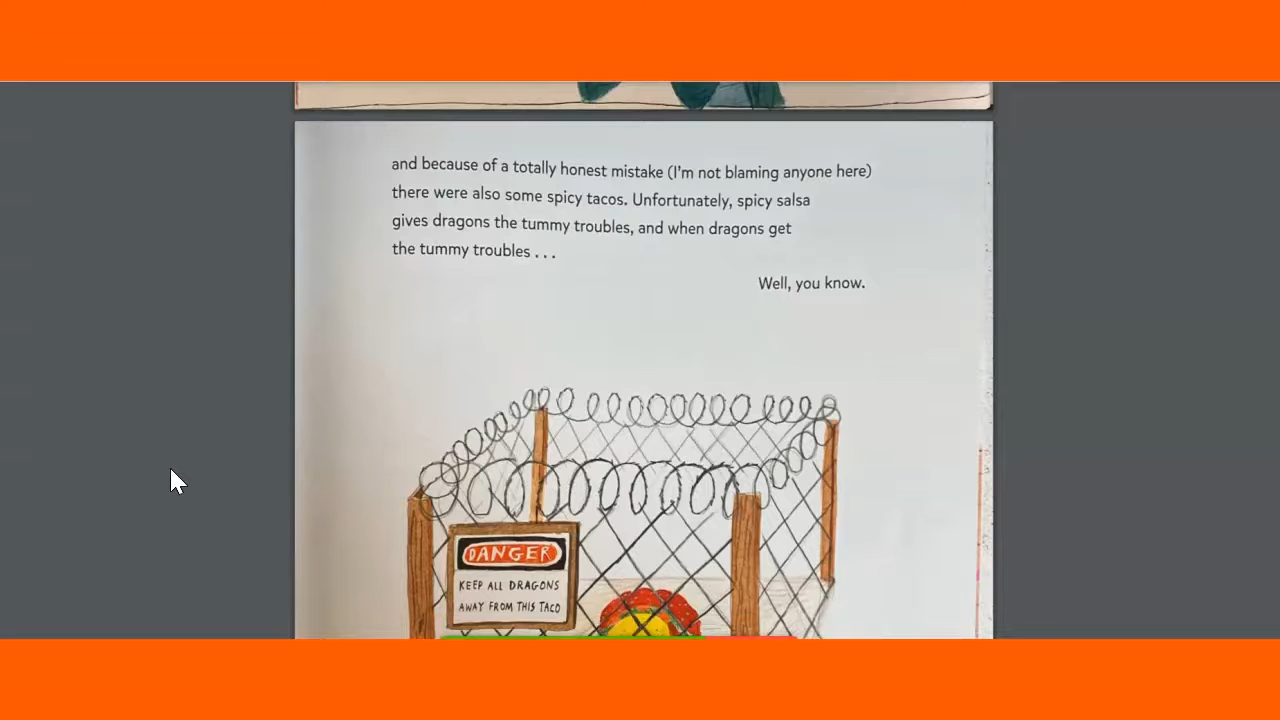 and because of a totally honest mistake (I'm not blaming anyone here)
there were also some spicy tacos. Unfortunately, spicy salsa
gives dragons the tummy troubles, and when dragons get
the tummy troubles . . .
Well, you know.
DANGER
KEEP ALL DRAGONS
AWAY FROM THIS TACO